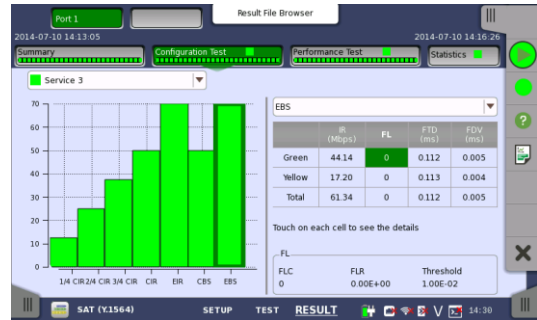 Port 1
Result File Browser
2014-07-10 14:13:05
2014-07-10 14:16:26
Summary
Configuration Test
Performance Test
Statistics
Service 3
70
60
50
40
30
20
10
0
1/4 CIR 2/4 CIR 3/4 CIR CIR EIR CBS EBS
EBS
IR (Mbps) FL FTD (ms) FDV (ms)
Green 44.14 0 0.112 0.005
Yellow 17.20 0 0.113 0.004
Total 61.34 0 0.112 0.005
Touch on each cell to see the details
FL
FLC FLR Threshold
0 0.00E+00 1.00E-02
SAT (Y.1564) SETUP TEST RESULT 14:30